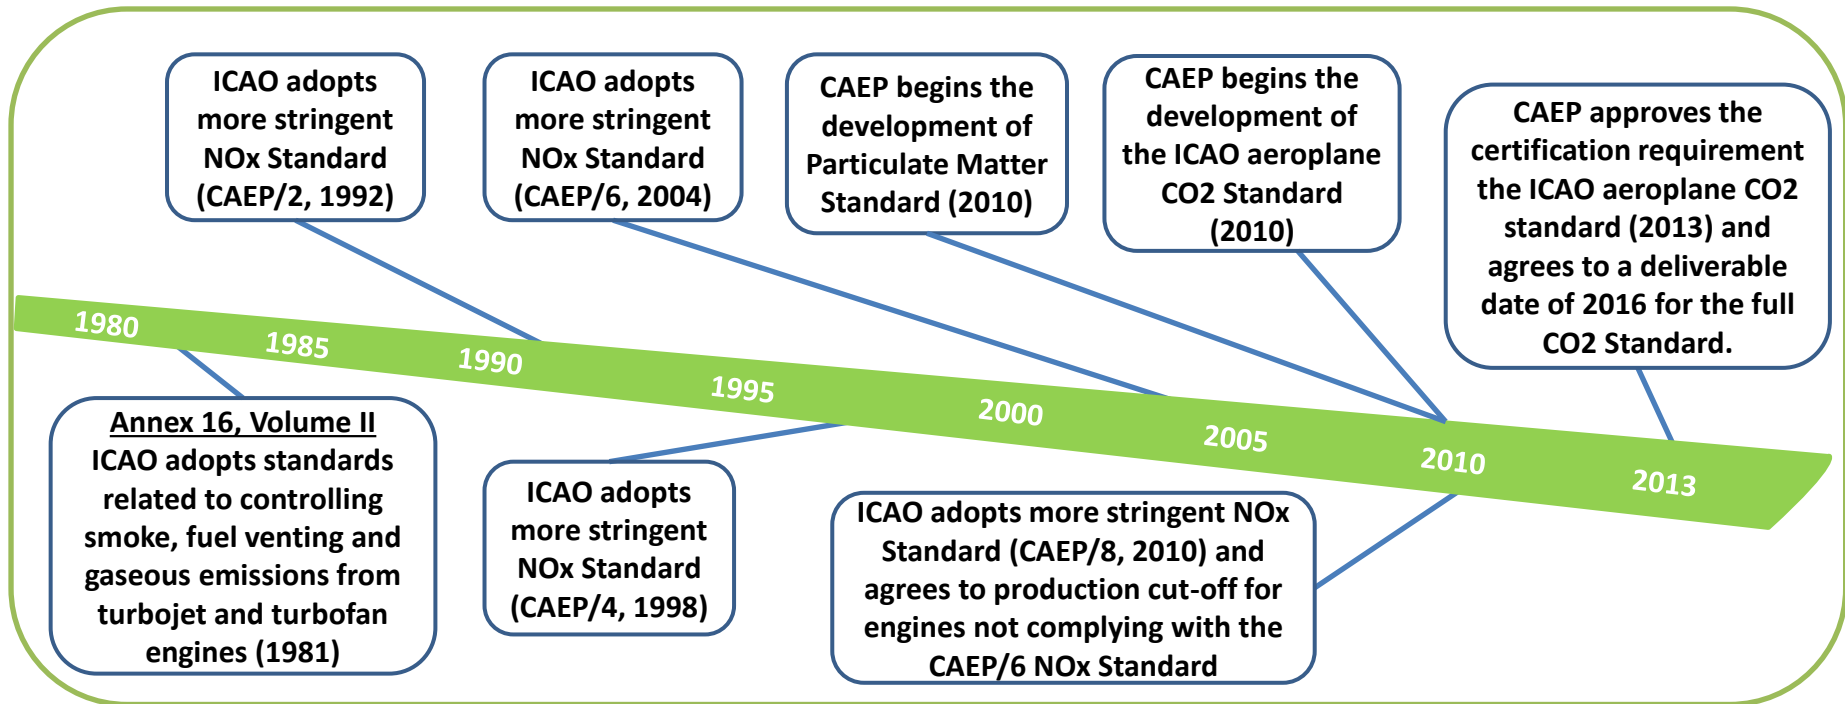 ICAO adopts
more stringent
NOx Standard
(CAEP/2, 1992)
ICAO adopts
more stringent
NOx Standard
(CAEP/6, 2004)
CAEP begins the
development of
Particulate Matter
Standard (2010)
CAEP begins the
development of
the ICAO aeroplane
CO2 Standard
(2010)
CAEP approves the
certification requirement
the ICAO aeroplane CO2
standard (2013) and
agrees to a deliverable
date of 2016 for the full
CO2 Standard.
1980
1985
1990
1995
2000
2005
2010
2013
Annex 16, Volume II
ICAO adopts standards
related to controlling
smoke, fuel venting and
gaseous emissions from
turbojet and turbofan
engines (1981)
ICAO adopts
more stringent
NOx Standard
(CAEP/4, 1998)
ICAO adopts more stringent NOx
Standard (CAEP/8, 2010) and
agrees to production cut-off for
engines not complying with the
CAEP/6 NOx Standard